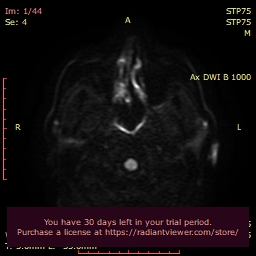 Im: 1/44
Se: 4
A
STP75
STP75
M
Ax DWI B 1000
R
L
You have 30 days left in your trial period.
Purchase a license at https://radiantviewer.com/store/